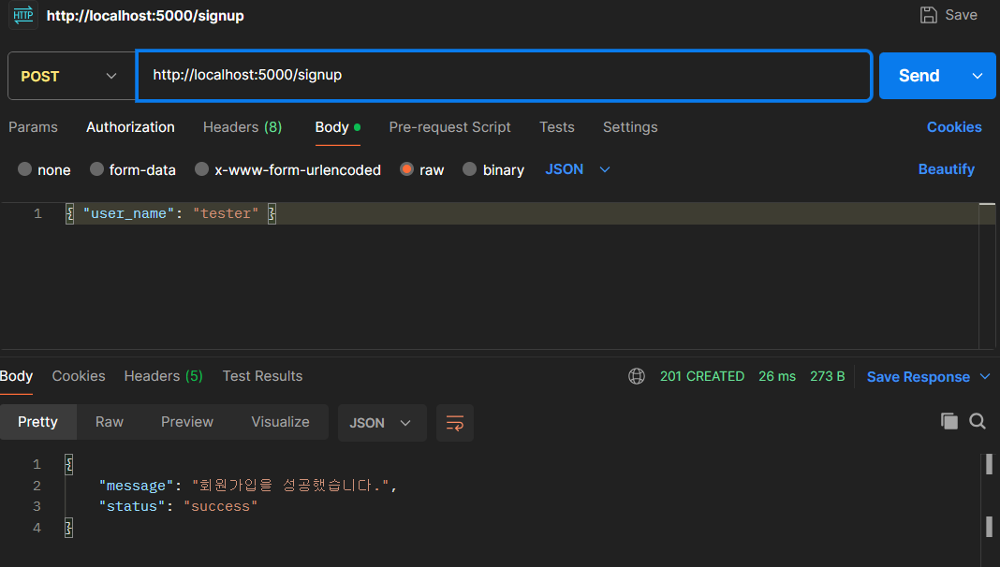 HTTP http://localhost:5000/signup Save
POST http://localhost:5000/signup Send
Params Authorization Headers (8) Body Pre-request Script Tests Settings Cookies
none form-data x-www-form-urlencoded raw binary JSON Beautify
1 { "user_name": "tester" }
Body Cookies Headers (5) Test Results 201 CREATED 26 ms 273 B Save Response
Pretty Raw Preview Visualize JSON
1 {
2 "message": "회원가입을 성공했습니다.",
3 "status": "success"
4 }